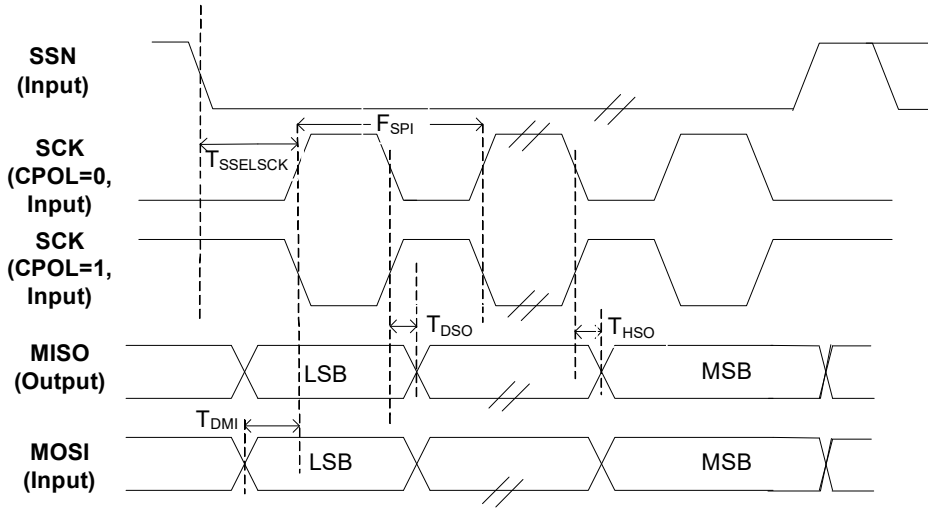 SSN
(Input)
F_SPI
SCK
(CPOL=0,
Input)
T_SSELSCK
SCK
(CPOL=1,
Input)
T_DSO
T_HSO
MISO
(Output)
LSB
MSB
T_DMI
MOSI
(Input)
LSB
MSB